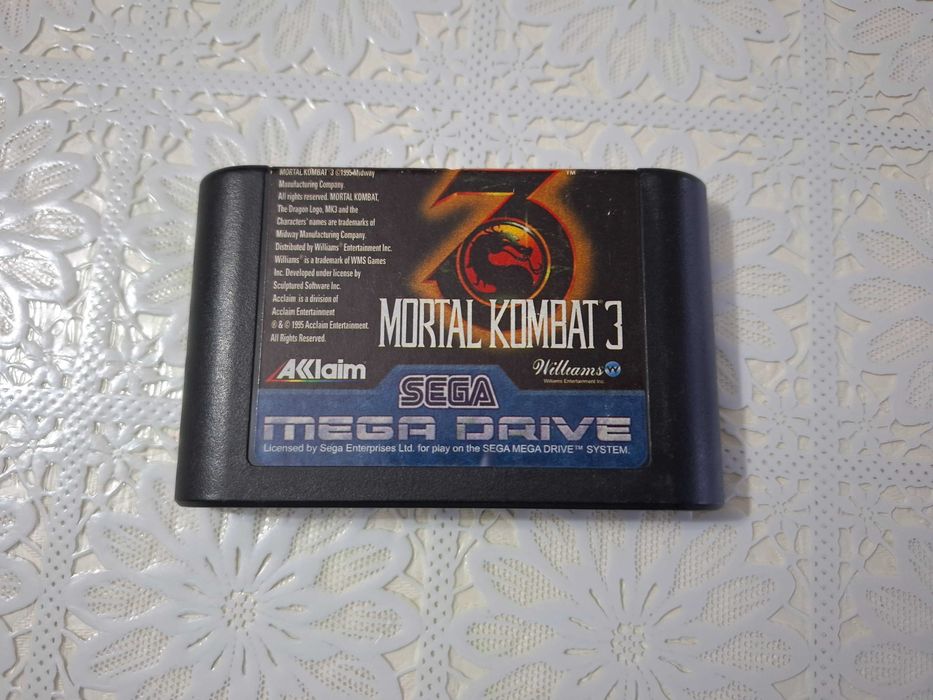 MORTAL KOMBAT 3 ©1995 Midway
Manufacturing Company.
All rights reserved. MORTAL KOMBAT,
The Dragon Logo, MK3 and the
Characters' names are trademarks of
Midway Manufacturing Company.
Distributed by Williams® Entertainment Inc.
Williams® is a trademark of WMS Games
Inc. Developed under license by
Sculptured Software Inc.
Acclaim is a division of
Acclaim Entertainment
® & © 1995 Acclaim Entertainment.
All Rights Reserved.
3 ™
MORTAL KOMBAT 3
AKKlaim
Williams
Williams Entertainment Inc.
SEGA
MEGA DRIVE
Licensed by Sega Enterprises Ltd. for play on the SEGA MEGA DRIVE™ SYSTEM.